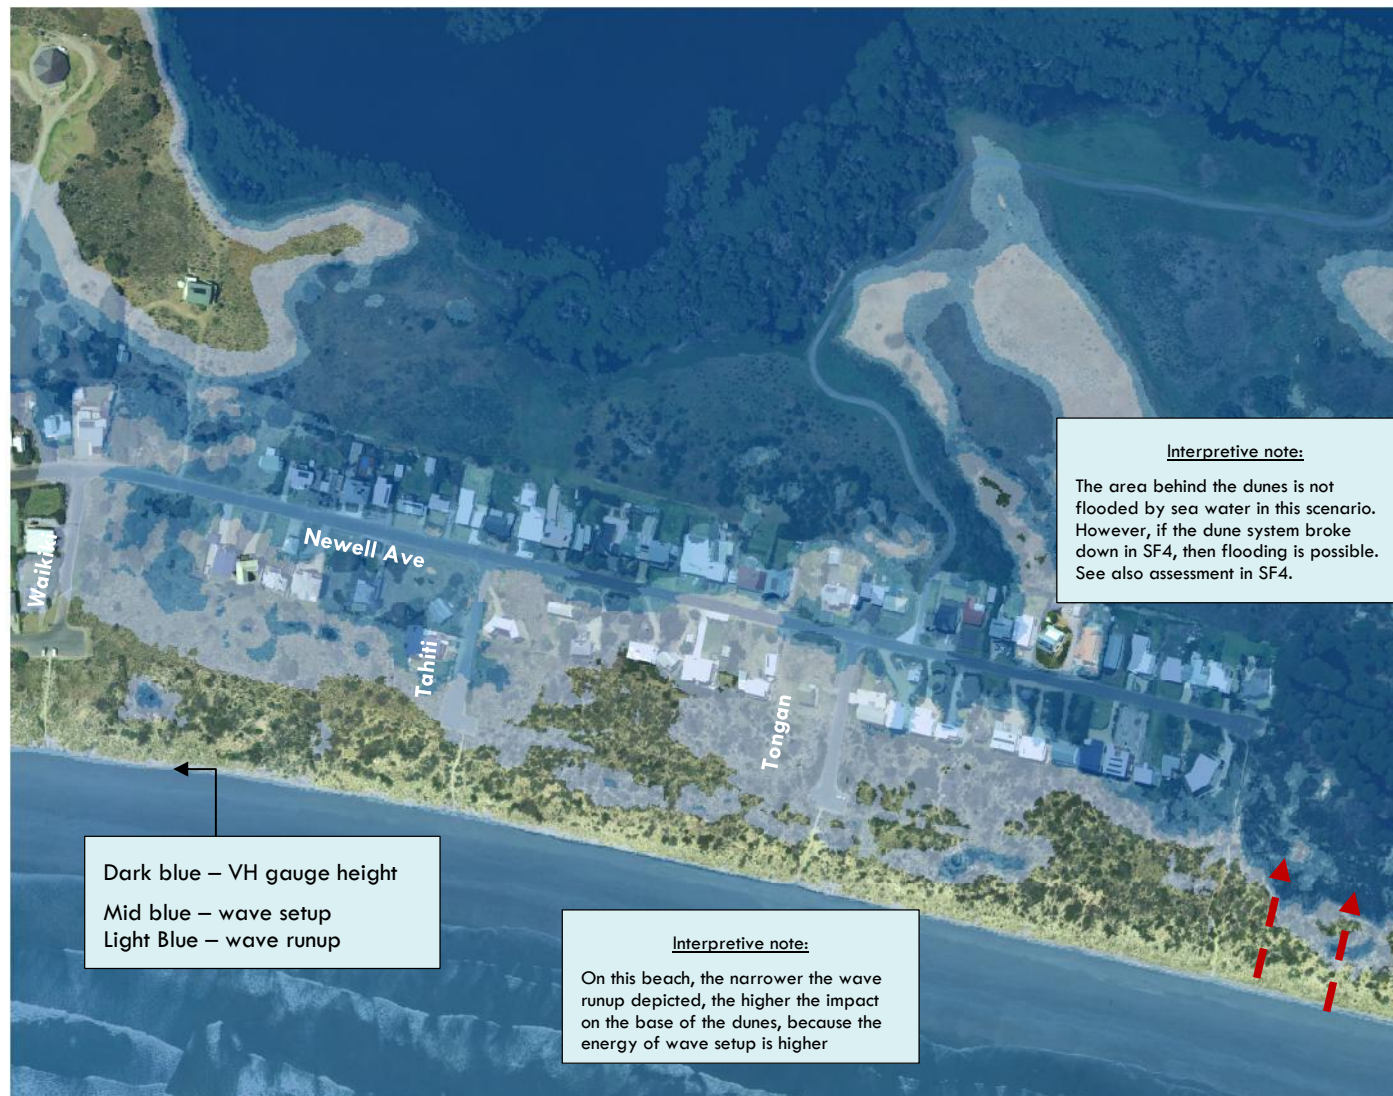 Interpretive note:
The area behind the dunes is not
flooded by sea water in this scenario.
However, if the dune system broke
down in SF4, then flooding is possible.
See also assessment in SF4.
Newell Ave
Waikiki
Tahiti
Tongan
Dark blue – VH gauge height
Mid blue – wave setup
Light Blue – wave runup
Interpretive note:
On this beach, the narrower the wave
runup depicted, the higher the impact
on the base of the dunes, because the
energy of wave setup is higher